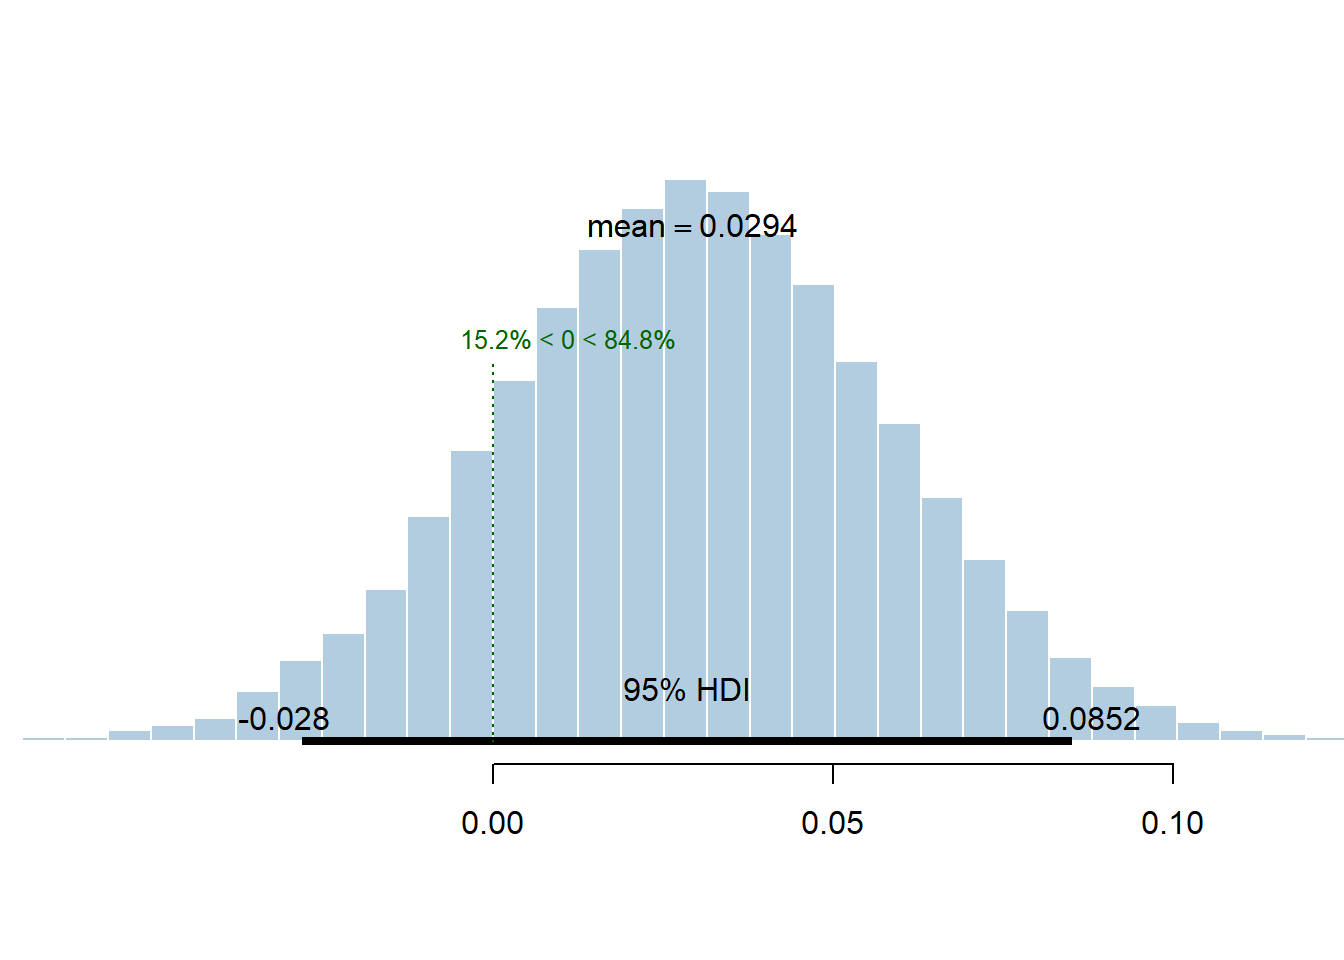 mean = 0.0294
15.2% < 0 < 84.8%
95% HDI
-0.028 0.0852
0.00 0.05 0.10